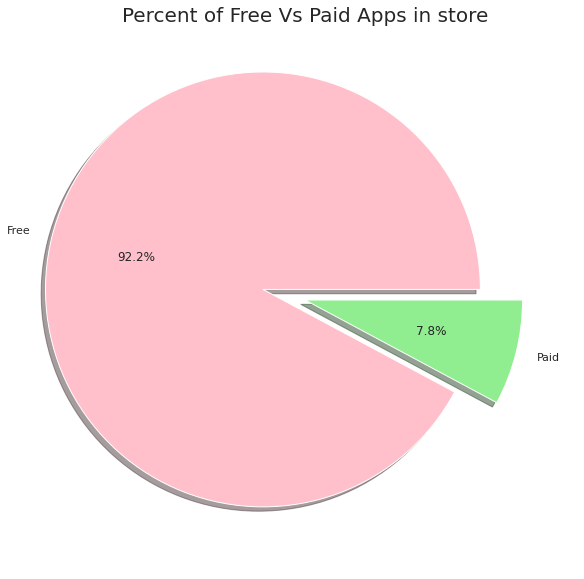 Percent of Free Vs Paid Apps in store
Free
92.2%
7.8%
Paid